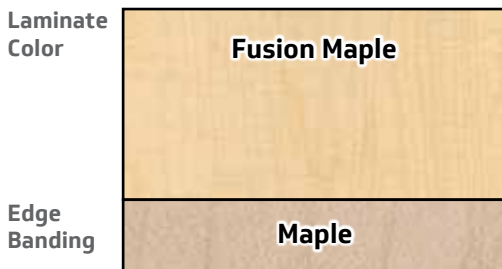 Laminate
Color
Fusion Maple
Edge
Banding
Maple